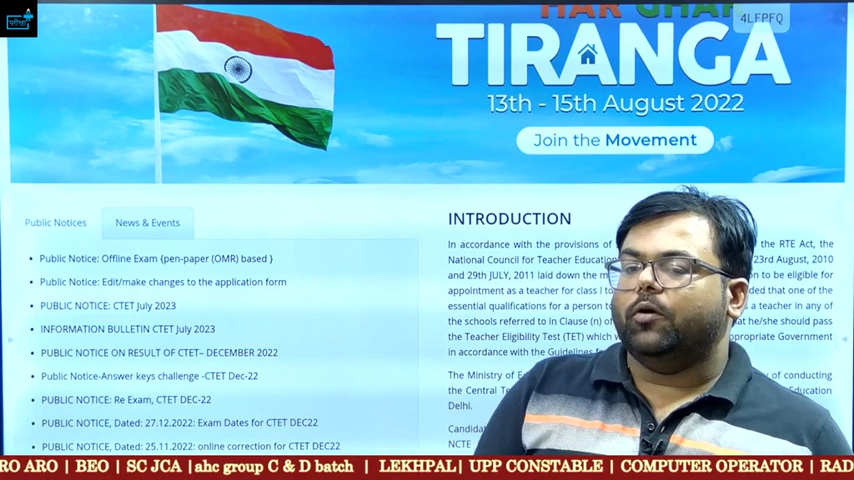 परीक्षा
HAR GHAR
4LFPFQ
TIRANGA
13th - 15th August 2022
Join the Movement
Public Notices
News & Events
Public Notice: Offline Exam {pen-paper (OMR) based }
Public Notice: Edit/make changes to the application form
PUBLIC NOTICE: CTET July 2023
INFORMATION BULLETIN CTET July 2023
PUBLIC NOTICE ON RESULT OF CTET– DECEMBER 2022
Public Notice-Answer keys challenge -CTET Dec-22
PUBLIC NOTICE: Re Exam, CTET DEC-22
PUBLIC NOTICE, Dated: 27.12.2022: Exam Dates for CTET DEC22
PUBLIC NOTICE, Dated: 25.11.2022: online correction for CTET DEC22
INTRODUCTION
In accordance with the provisions of the RTE Act, the
National Council for Teacher Education 23rd August, 2010
and 29th JULY, 2011 laid down the to be eligible for
appointment as a teacher for class I to that one of the
essential qualifications for a person to a teacher in any of
the schools referred to in Clause (n) of that he/she should pass
the Teacher Eligibility Test (TET) which Government
in accordance with the Guidelines
The Ministry of of conducting
the Central Education
Delhi.
NCTE
RO ARO | BEO | SC JCA |ahc group C & D batch | LEKHPAL| UPP CONSTABLE | COMPUTER OPERATOR | RAD